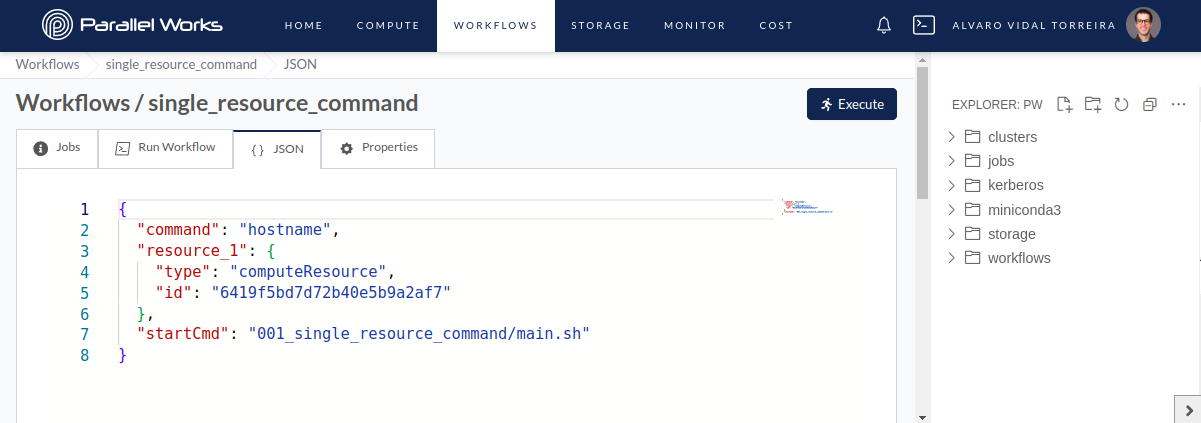 Parallel Works
HOME COMPUTE WORKFLOWS STORAGE MONITOR COST
ALVARO VIDAL TORREIRA
Workflows single_resource_command JSON
Workflows / single_resource_command
Execute
Jobs
Run Workflow
{ } JSON
Properties
1 {
2 "command": "hostname",
3 "resource_1": {
4 "type": "computeResource",
5 "id": "6419f5bd7d72b40e5b9a2af7"
6 },
7 "startCmd": "001_single_resource_command/main.sh"
8 }
EXPLORER: PW
clusters
jobs
kerberos
miniconda3
storage
workflows